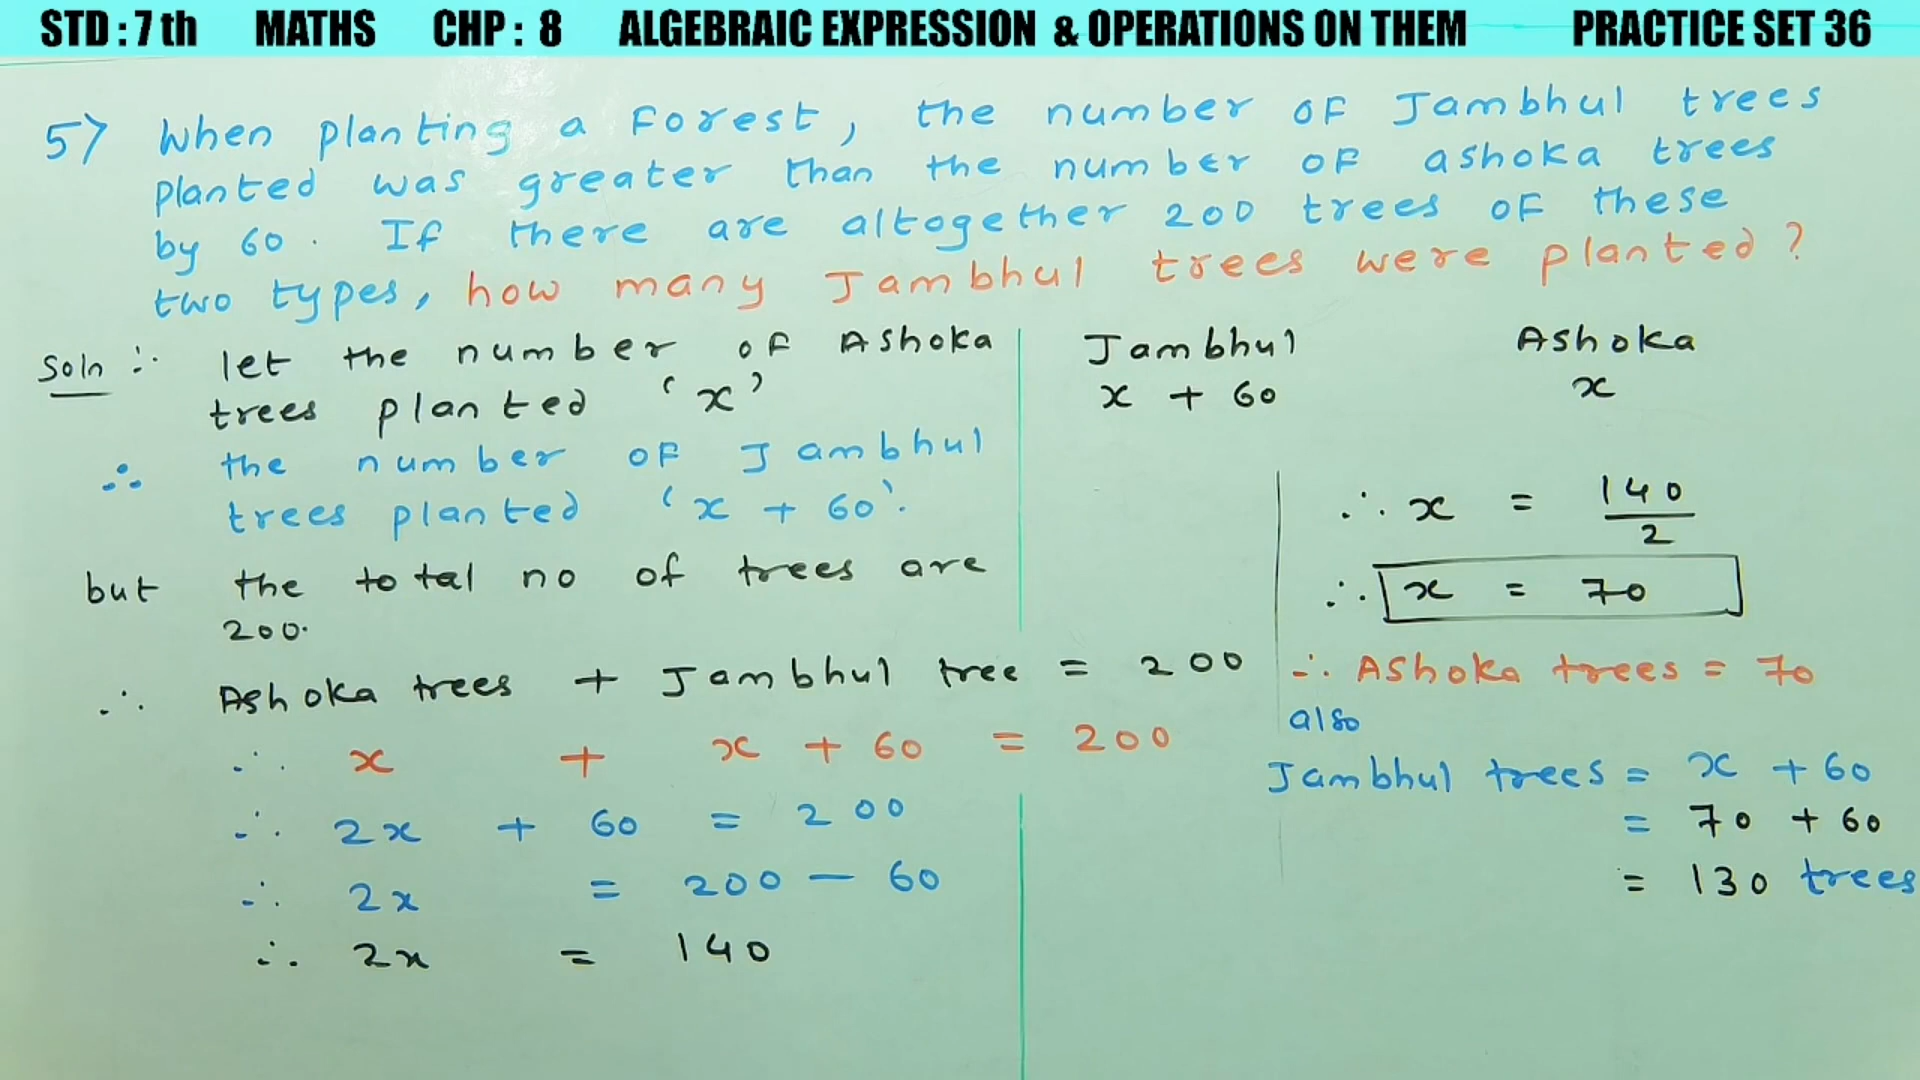 STD : 7 th MATHS CHP : 8 ALGEBRAIC EXPRESSION & OPERATIONS ON THEM PRACTICE SET 36
5> When planting a Forest, the number of Jambhul trees
planted was greater than the number of ashoka trees
by 60. If there are altogether 200 trees of these
two types, how many Jambhul trees were planted?
Soln :- let the number of Ashoka
trees planted 'x'
∴ the number of Jambhul
trees planted 'x + 60'.
but the total no of trees are
200.
∴ Ashoka trees + Jambhul tree = 200
∴ x + x + 60 = 200
∴ 2x + 60 = 200
∴ 2x = 200 - 60
∴ 2x = 140
Jambhul Ashoka
x + 60 x
∴ x = 140/2
∴ x = 70
∴ Ashoka trees = 70
also
Jambhul trees = x + 60
= 70 + 60
= 130 trees